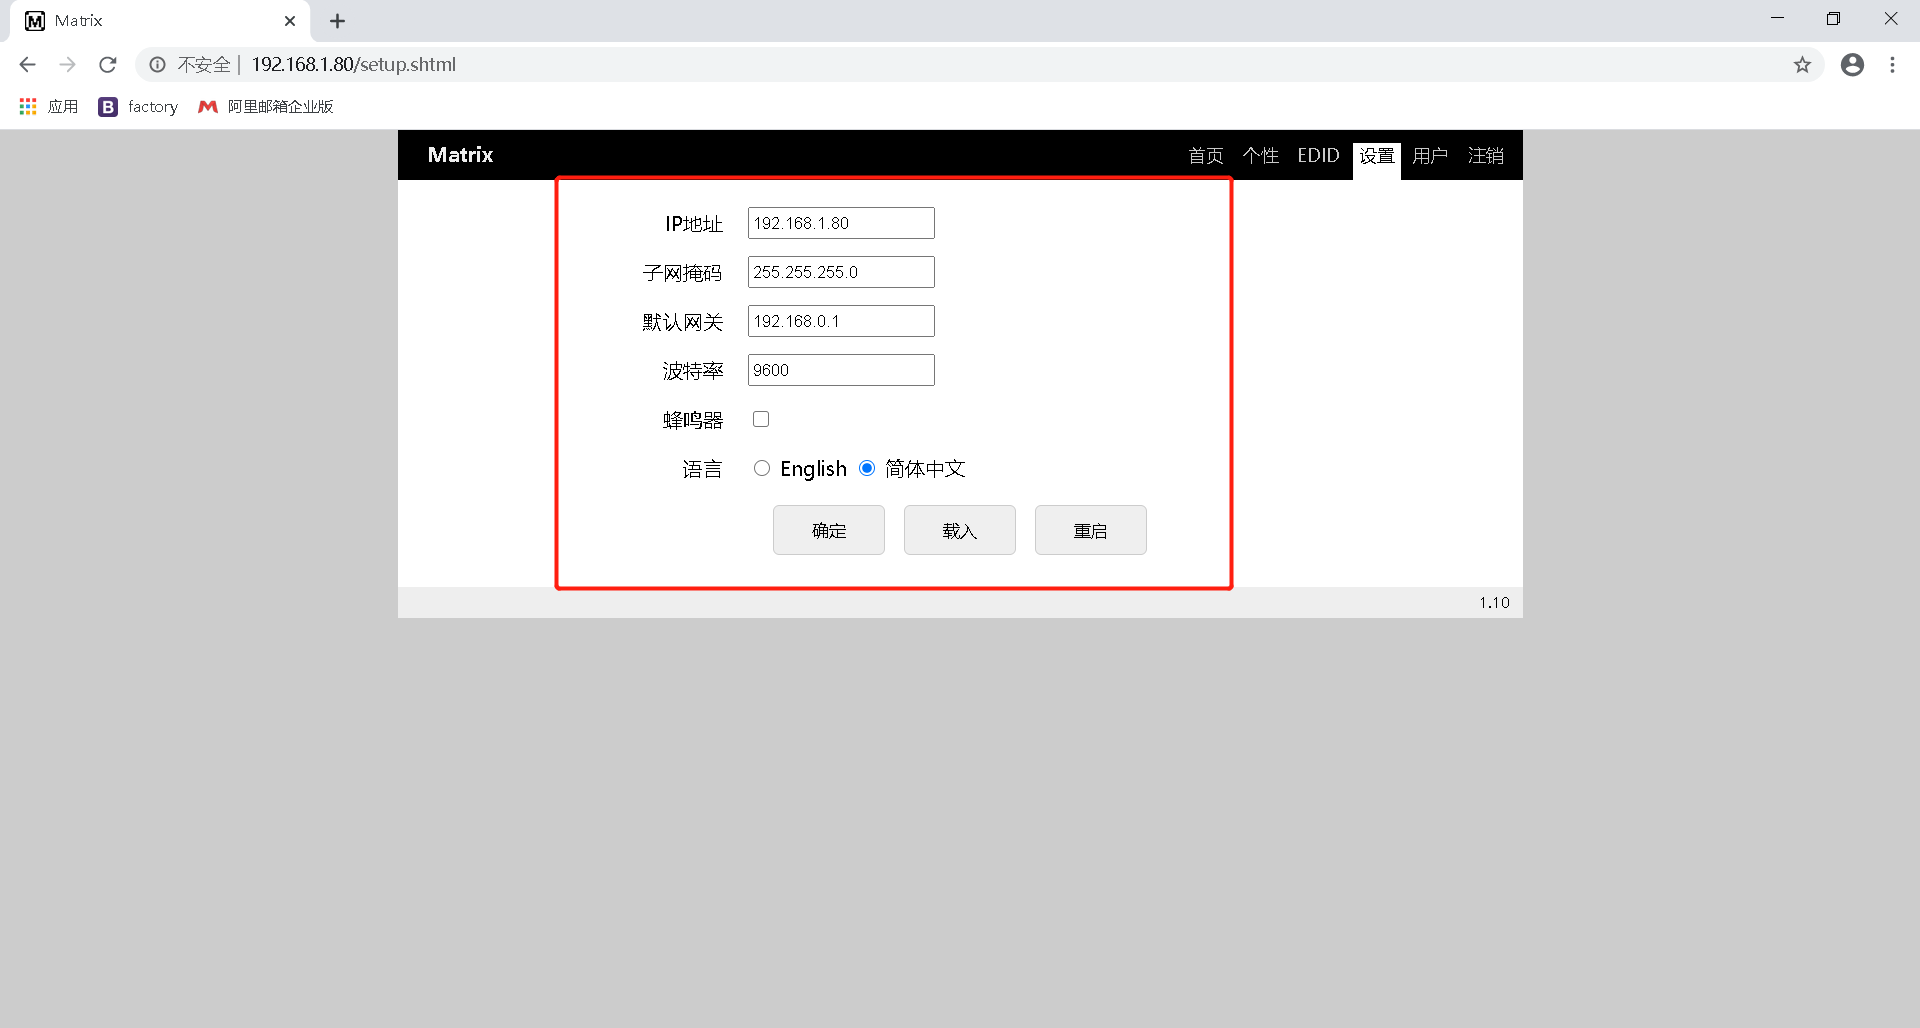 Matrix
不安全 | 192.168.1.80/setup.shtml
应用 B factory 阿里邮箱企业版
Matrix 首页 个性 EDID 设置 用户 注销
IP地址 192.168.1.80
子网掩码 255.255.255.0
默认网关 192.168.0.1
波特率 9600
蜂鸣器
语言 English 简体中文
确定 载入 重启
1.10